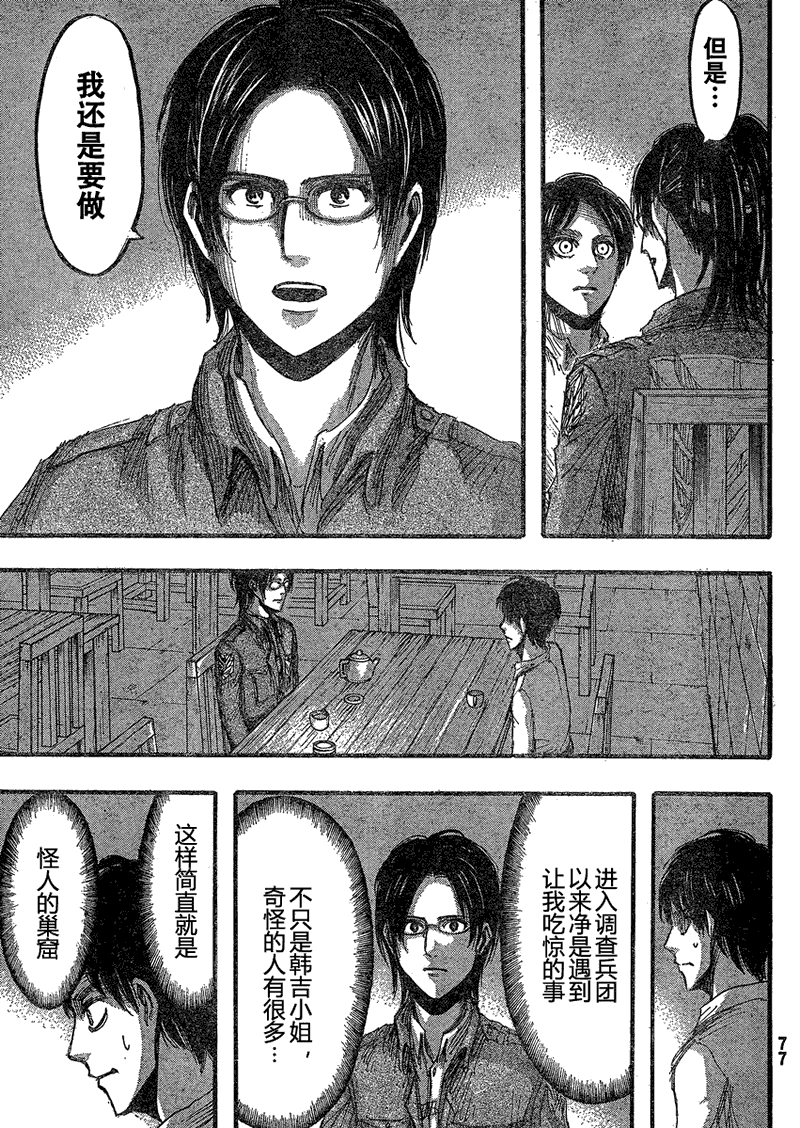 但是…
我还是要做
进入调查兵团
以来净是遇到
让我吃惊的事
不只是韩吉小姐，
奇怪的人有很多…
这样简直就是
怪人的巢窟
77